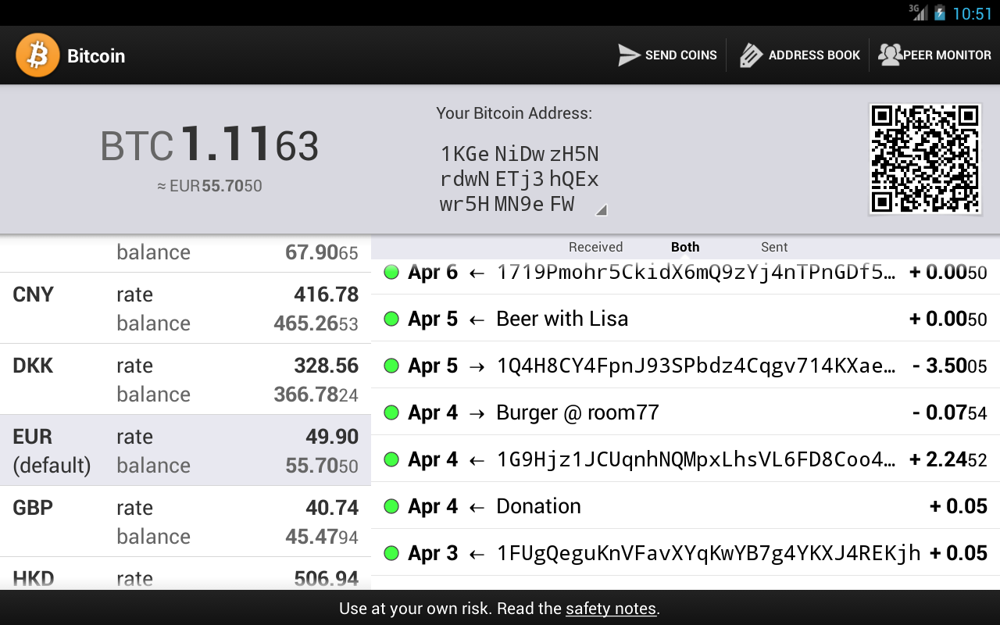 3G 10:51
Bitcoin SEND COINS ADDRESS BOOK PEER MONITOR
BTC 1.1163
≈ EUR 55.7050
Your Bitcoin Address:
1KGe NiDw zH5N
rdwN ETj3 hQEx
wr5H MN9e FW
balance 67.9065
CNY rate 416.78
balance 465.2653
DKK rate 328.56
balance 366.7824
EUR rate 49.90
(default) balance 55.7050
GBP rate 40.74
balance 45.4794
HKD rate 506.94
Received Both Sent
Apr 6 ← 1719Pmohr5CkidX6mQ9zYj4nTPnGDf5… + 0.0050
Apr 5 ← Beer with Lisa + 0.0050
Apr 5 → 1Q4H8CY4FpnJ93SPbdz4Cqgv714KXae… - 3.5005
Apr 4 → Burger @ room77 - 0.0754
Apr 4 ← 1G9Hjz1JCUqnhNQMpxLhsVL6FD8Coo4… + 2.2452
Apr 4 ← Donation + 0.05
Apr 3 ← 1FUgQeguKnVFavXYqKwYB7g4YKXJ4REKjh + 0.05
Use at your own risk. Read the safety notes.